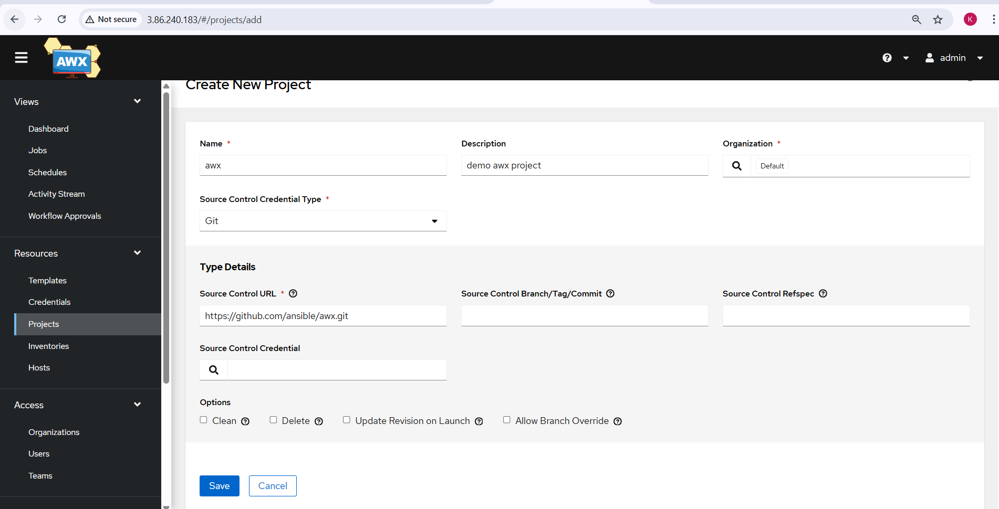 Not secure 3.86.240.183/#/projects/add K
AWX ? admin
Create New Project
Views
Dashboard
Jobs
Schedules
Activity Stream
Workflow Approvals
Resources
Templates
Credentials
Projects
Inventories
Hosts
Access
Organizations
Users
Teams
Name * Description Organization *
awx demo awx project Default
Source Control Credential Type *
Git
Type Details
Source Control URL * ? Source Control Branch/Tag/Commit ? Source Control Refspec ?
https://github.com/ansible/awx.git
Source Control Credential
Options
Clean ? Delete ? Update Revision on Launch ? Allow Branch Override ?
Save Cancel